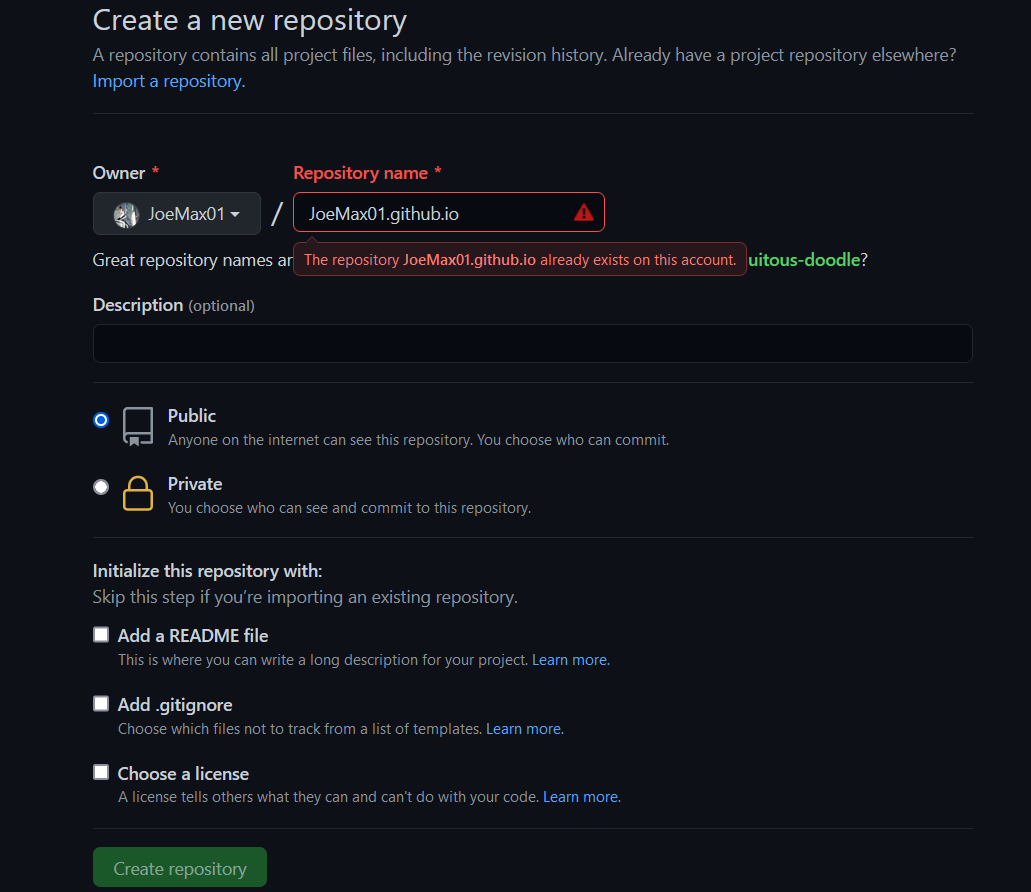 Create a new repository
A repository contains all project files, including the revision history. Already have a project repository elsewhere?
Import a repository.
Owner * Repository name *
JoeMax01 / JoeMax01.github.io
Great repository names ar
The repository JoeMax01.github.io already exists on this account.
uitous-doodle?
Description (optional)
Public
Anyone on the internet can see this repository. You choose who can commit.
Private
You choose who can see and commit to this repository.
Initialize this repository with:
Skip this step if you’re importing an existing repository.
Add a README file
This is where you can write a long description for your project. Learn more.
Add .gitignore
Choose which files not to track from a list of templates. Learn more.
Choose a license
A license tells others what they can and can't do with your code. Learn more.
Create repository